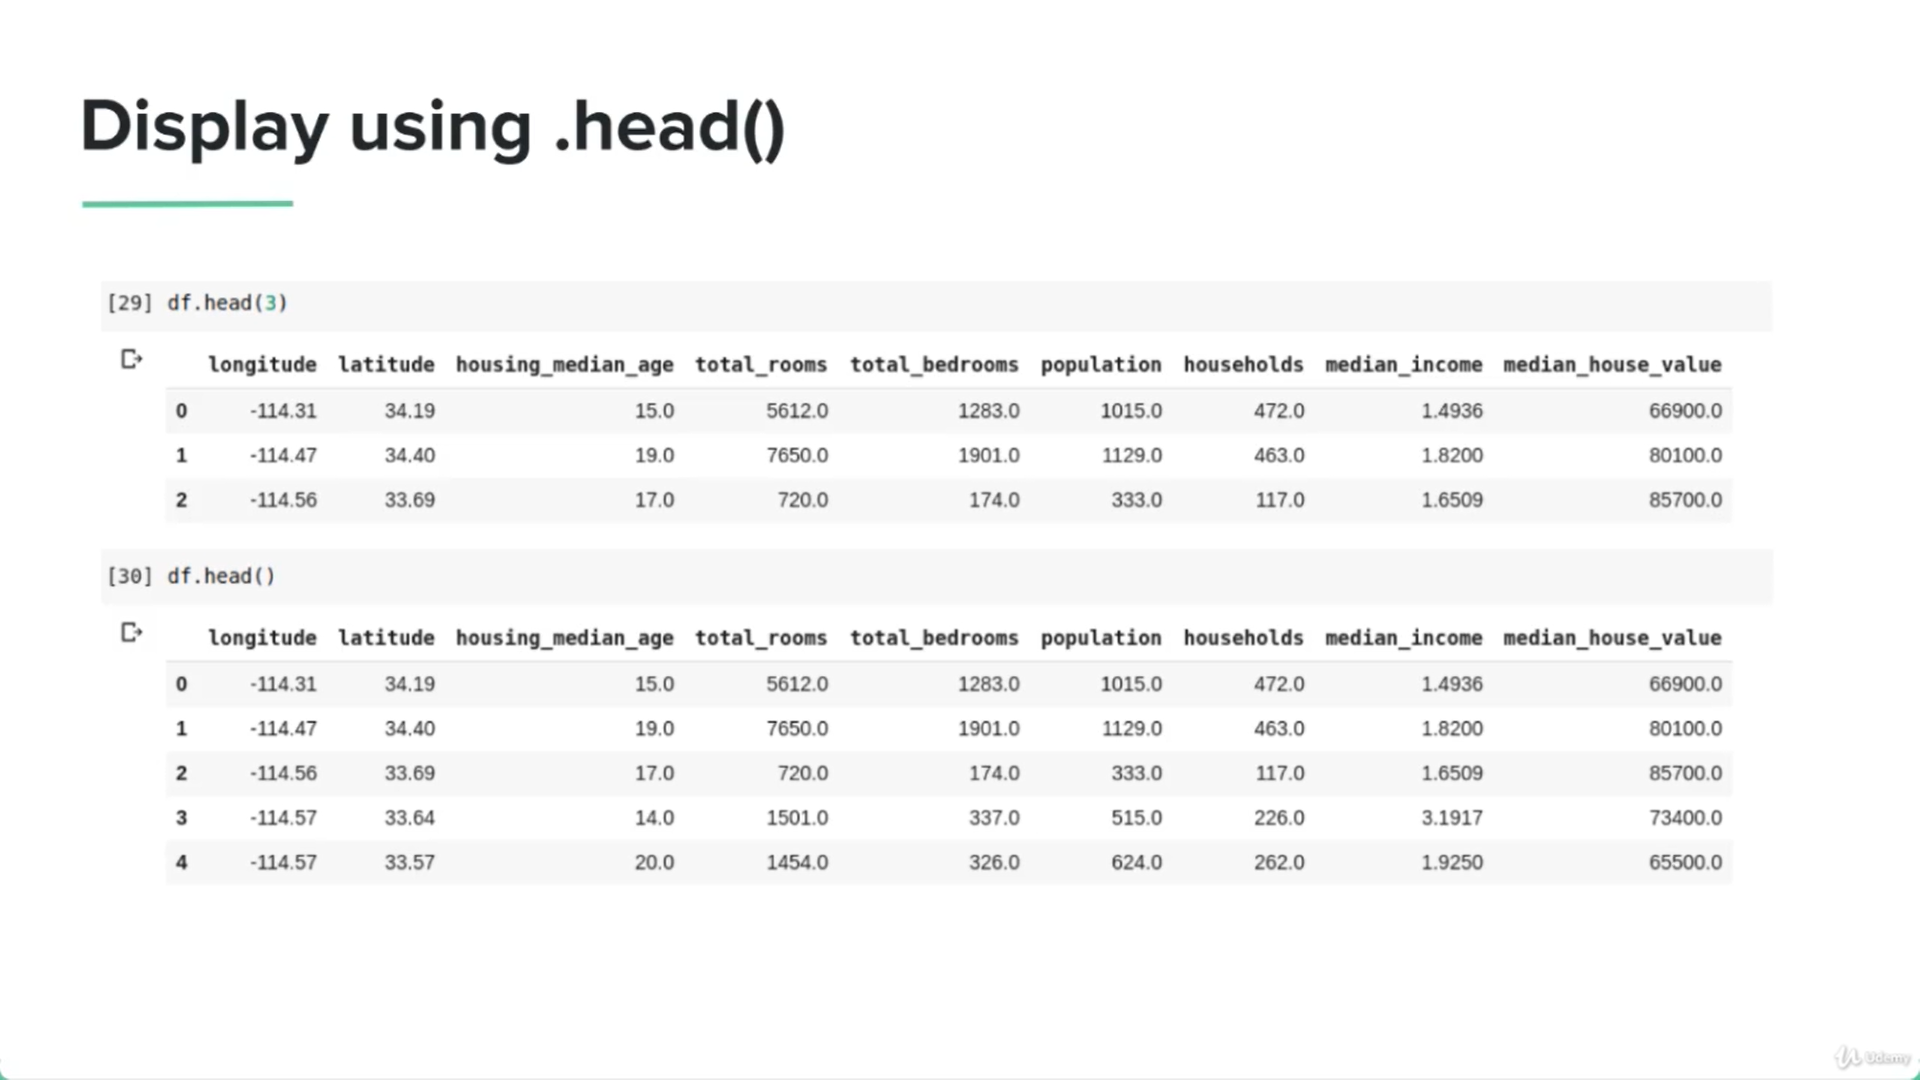 Display using .head()
[29] df.head(3)
longitude latitude housing_median_age total_rooms total_bedrooms population households median_income median_house_value
0 -114.31 34.19 15.0 5612.0 1283.0 1015.0 472.0 1.4936 66900.0
1 -114.47 34.40 19.0 7650.0 1901.0 1129.0 463.0 1.8200 80100.0
2 -114.56 33.69 17.0 720.0 174.0 333.0 117.0 1.6509 85700.0
[30] df.head()
longitude latitude housing_median_age total_rooms total_bedrooms population households median_income median_house_value
0 -114.31 34.19 15.0 5612.0 1283.0 1015.0 472.0 1.4936 66900.0
1 -114.47 34.40 19.0 7650.0 1901.0 1129.0 463.0 1.8200 80100.0
2 -114.56 33.69 17.0 720.0 174.0 333.0 117.0 1.6509 85700.0
3 -114.57 33.64 14.0 1501.0 337.0 515.0 226.0 3.1917 73400.0
4 -114.57 33.57 20.0 1454.0 326.0 624.0 262.0 1.9250 65500.0
Udemy